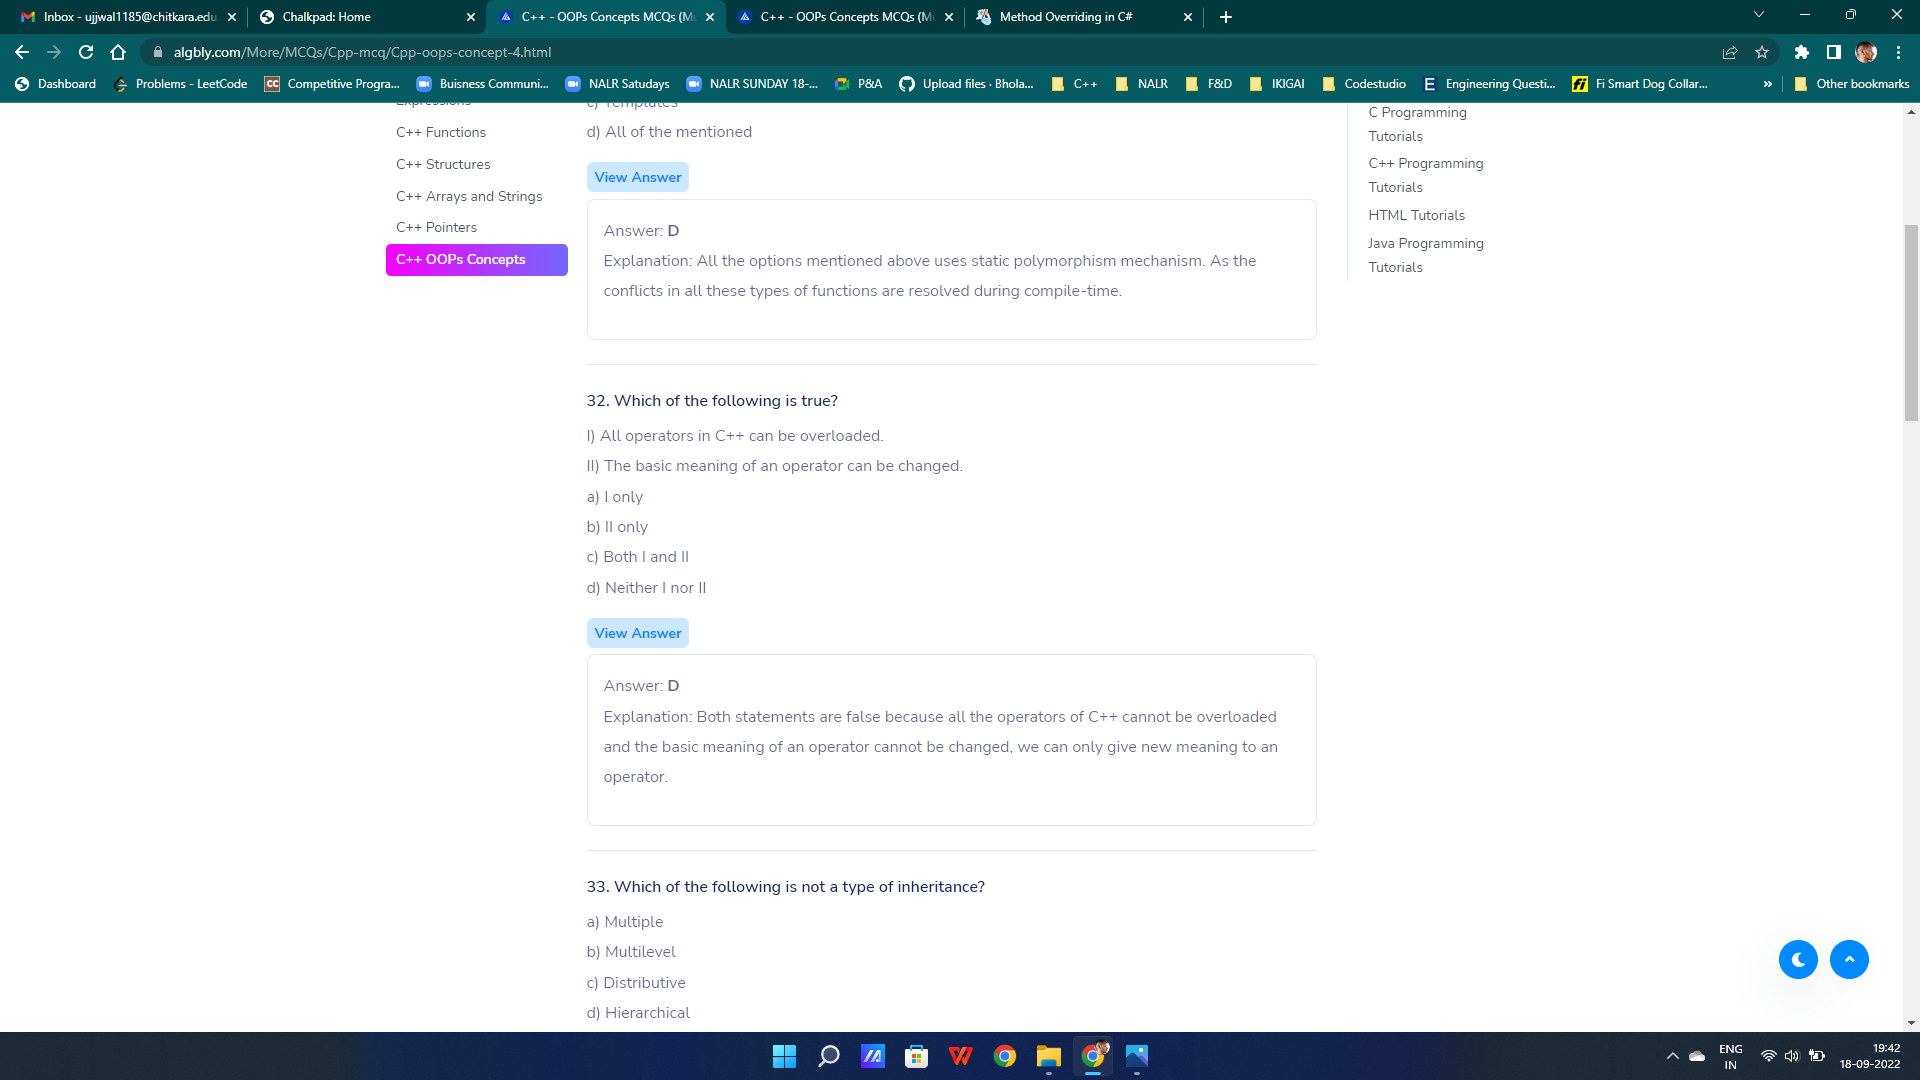 Inbox - ujjwal1185@chitkara.edu.
Chalkpad: Home
C++ - OOPs Concepts MCQs (Mu
C++ - OOPs Concepts MCQs (Mu
Method Overriding in C#
algbly.com/More/MCQs/Cpp-mcq/Cpp-oops-concept-4.html
Dashboard
Problems - LeetCode
Competitive Progra...
Buisness Communi...
NALR Satudays
NALR SUNDAY 18-...
P&A
Upload files · Bhola...
C++
NALR
F&D
IKIGAI
Codestudio
Engineering Questi...
Fi Smart Dog Collar...
»
Other bookmarks
Expressions
C++ Functions
C++ Structures
C++ Arrays and Strings
C++ Pointers
C++ OOPs Concepts
c) Templates
d) All of the mentioned
View Answer
Answer: D
Explanation: All the options mentioned above uses static polymorphism mechanism. As the
conflicts in all these types of functions are resolved during compile-time.
32. Which of the following is true?
I) All operators in C++ can be overloaded.
II) The basic meaning of an operator can be changed.
a) I only
b) II only
c) Both I and II
d) Neither I nor II
View Answer
Answer: D
Explanation: Both statements are false because all the operators of C++ cannot be overloaded
and the basic meaning of an operator cannot be changed, we can only give new meaning to an
operator.
33. Which of the following is not a type of inheritance?
a) Multiple
b) Multilevel
c) Distributive
d) Hierarchical
C Programming
Tutorials
C++ Programming
Tutorials
HTML Tutorials
Java Programming
Tutorials
ENG
IN
19:42
18-09-2022